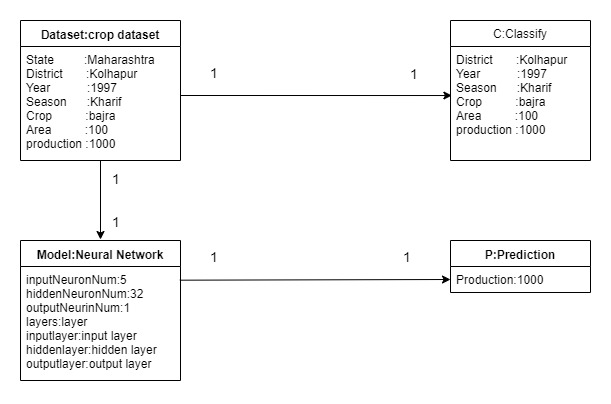 Dataset:crop dataset
State :Maharashtra
District :Kolhapur
Year :1997
Season :Kharif
Crop :bajra
Area :100
production :1000
1 1
C:Classify
District :Kolhapur
Year :1997
Season :Kharif
Crop :bajra
Area :100
production :1000
1
1
Model:Neural Network
inputNeuronNum:5
hiddenNeuronNum:32
outputNeurinNum:1
layers:layer
inputlayer:input layer
hiddenlayer:hidden layer
outputlayer:output layer
1 1
P:Prediction
Production:1000